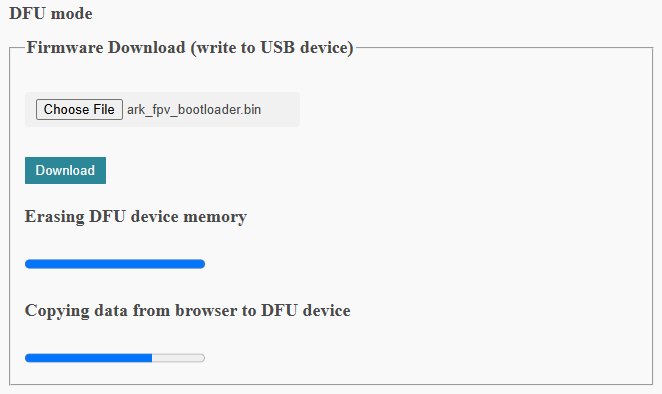 DFU mode
Firmware Download (write to USB device)
Choose File ark_fpv_bootloader.bin
Download
Erasing DFU device memory
Copying data from browser to DFU device